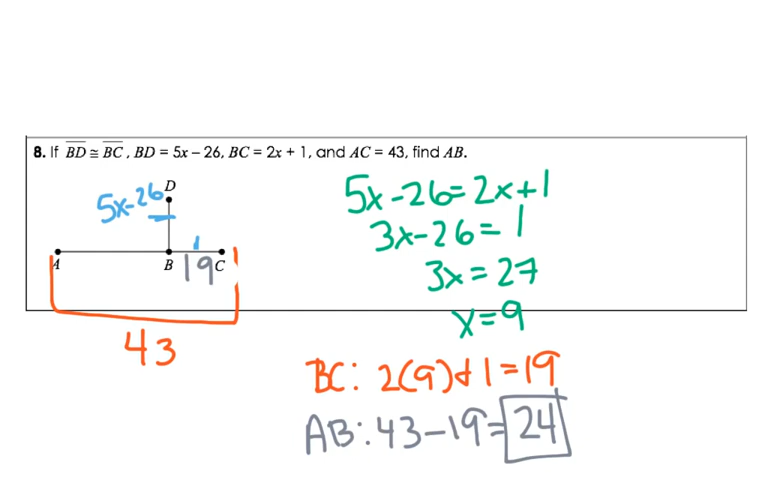 8. If BD ≅ BC, BD = 5x – 26, BC = 2x + 1, and AC = 43, find AB.
5x-26
D
A
B
C
19
43
5x-26=2x+1
3x-26=1
3x=27
x=9
BC: 2(9)+1=19
AB: 43-19=24